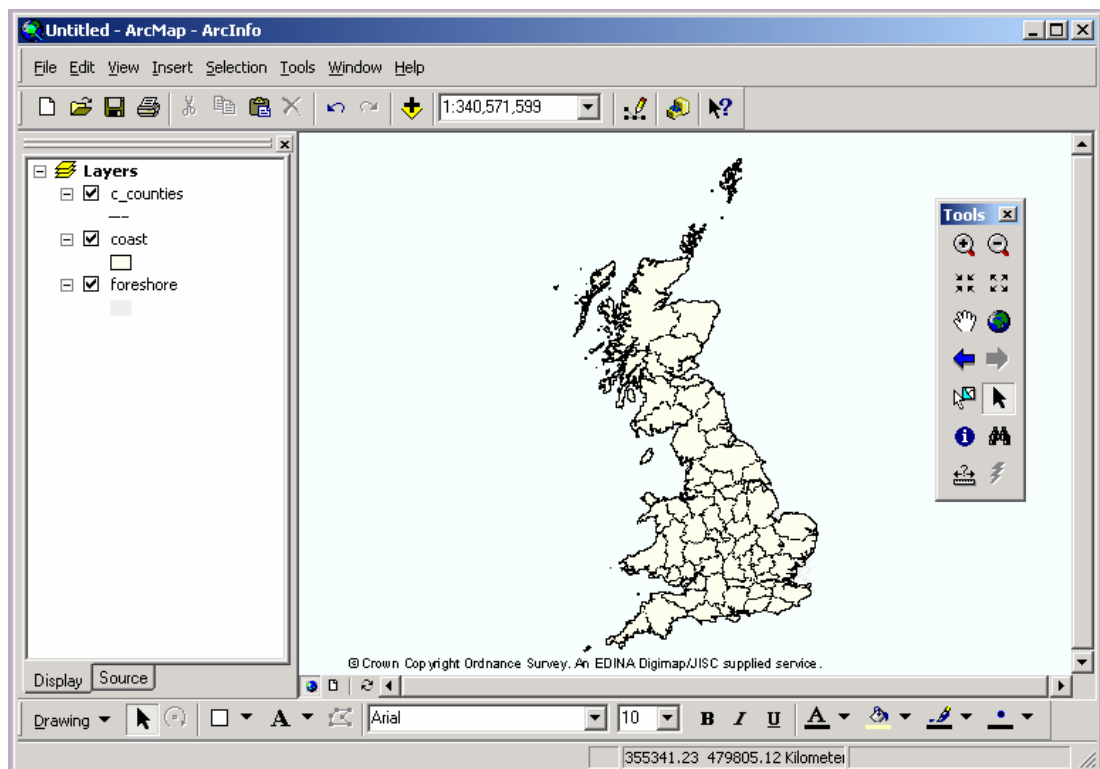 Untitled - ArcMap - ArcInfo
File Edit View Insert Selection Tools Window Help
1:340,571,599
Layers
c_counties
coast
foreshore
Tools
© Crown Copyright Ordnance Survey. An EDINA Digimap/JISC supplied service.
Display Source
Drawing A Arial 10 B I U A
355341.23 479805.12 Kilometer